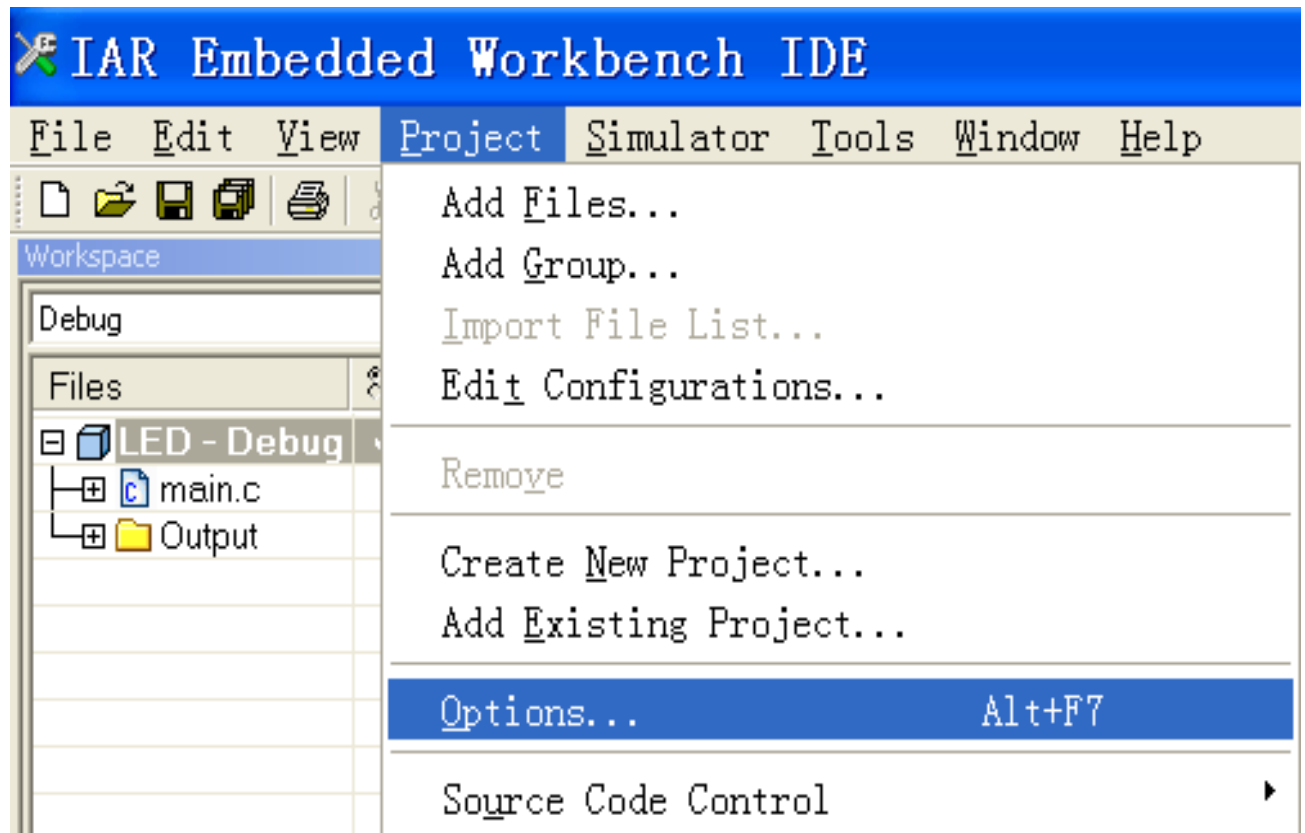 IAR Embedded Workbench IDE
File Edit View Project Simulator Tools Window Help
Workspace
Debug
Files
LED - Debug
main.c
Output
Add Files...
Add Group...
Import File List...
Edit Configurations...
Remove
Create New Project...
Add Existing Project...
Options... Alt+F7
Source Code Control